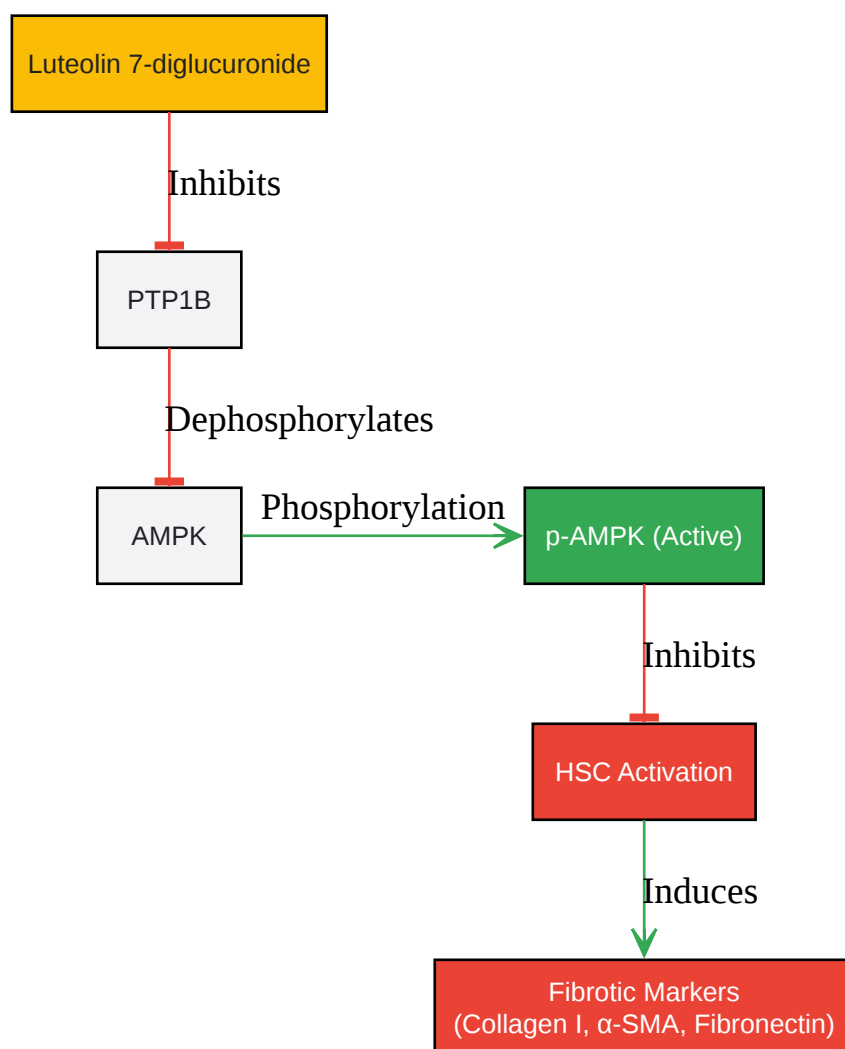 Luteolin 7-diglucuronide
Inhibits
PTP1B
Dephosphorylates
AMPK
Phosphorylation
p-AMPK (Active)
Inhibits
HSC Activation
Induces
Fibrotic Markers
(Collagen I, α-SMA, Fibronectin)